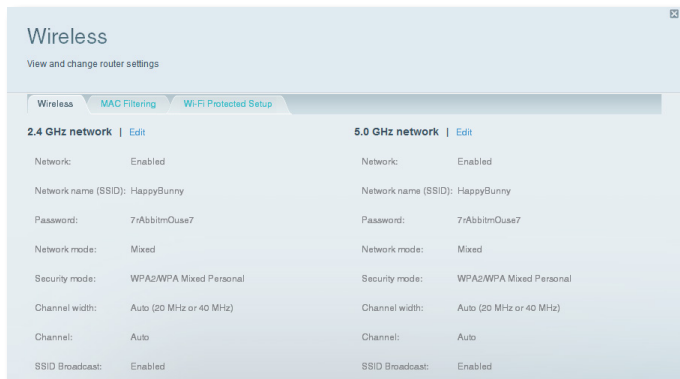 Wireless
View and change router settings
Wireless MAC Filtering Wi-Fi Protected Setup
2.4 GHz network | Edit 5.0 GHz network | Edit
Network: Enabled Network: Enabled
Network name (SSID): HappyBunny Network name (SSID): HappyBunny
Password: 7rAbbitmOuse7 Password: 7rAbbitmOuse7
Network mode: Mixed Network mode: Mixed
Security mode: WPA2/WPA Mixed Personal Security mode: WPA2/WPA Mixed Personal
Channel width: Auto (20 MHz or 40 MHz) Channel width: Auto (20 MHz or 40 MHz)
Channel: Auto Channel: Auto
SSID Broadcast: Enabled SSID Broadcast: Enabled